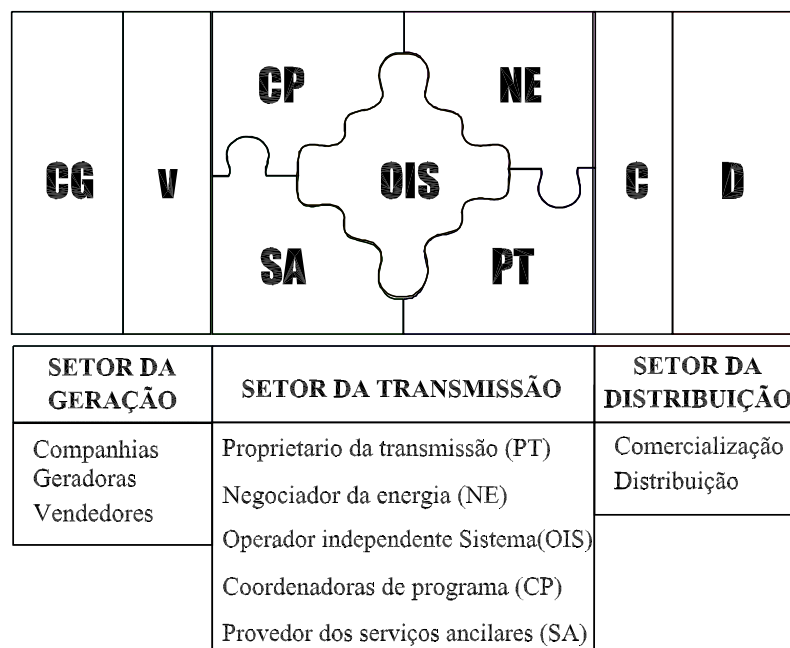 CP NE
CG V OIS C D
SA PT
SETOR DA
GERAÇÃO
SETOR DA TRANSMISSÃO
SETOR DA
DISTRIBUIÇÃO
Companhias
Geradoras
Vendedores
Proprietario da transmissão (PT)
Negociador da energia (NE)
Operador independente Sistema(OIS)
Coordenadoras de programa (CP)
Provedor dos serviços ancilares (SA)
Comercialização
Distribuição